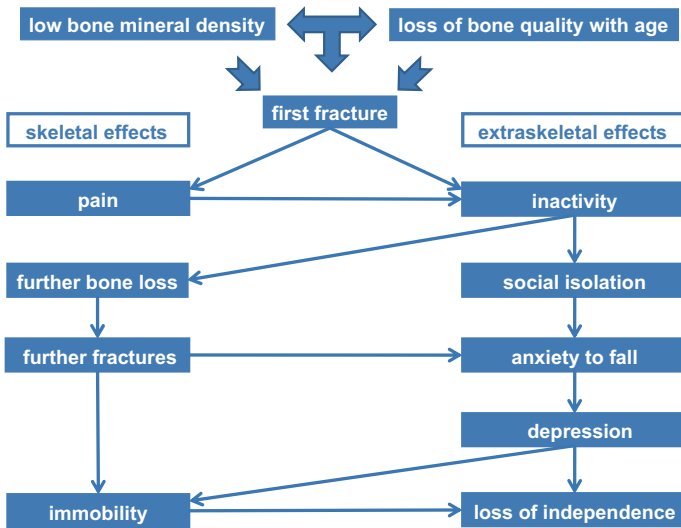 low bone mineral density
loss of bone quality with age
first fracture
skeletal effects
extraskeletal effects
pain
inactivity
further bone loss
social isolation
further fractures
anxiety to fall
depression
immobility
loss of independence